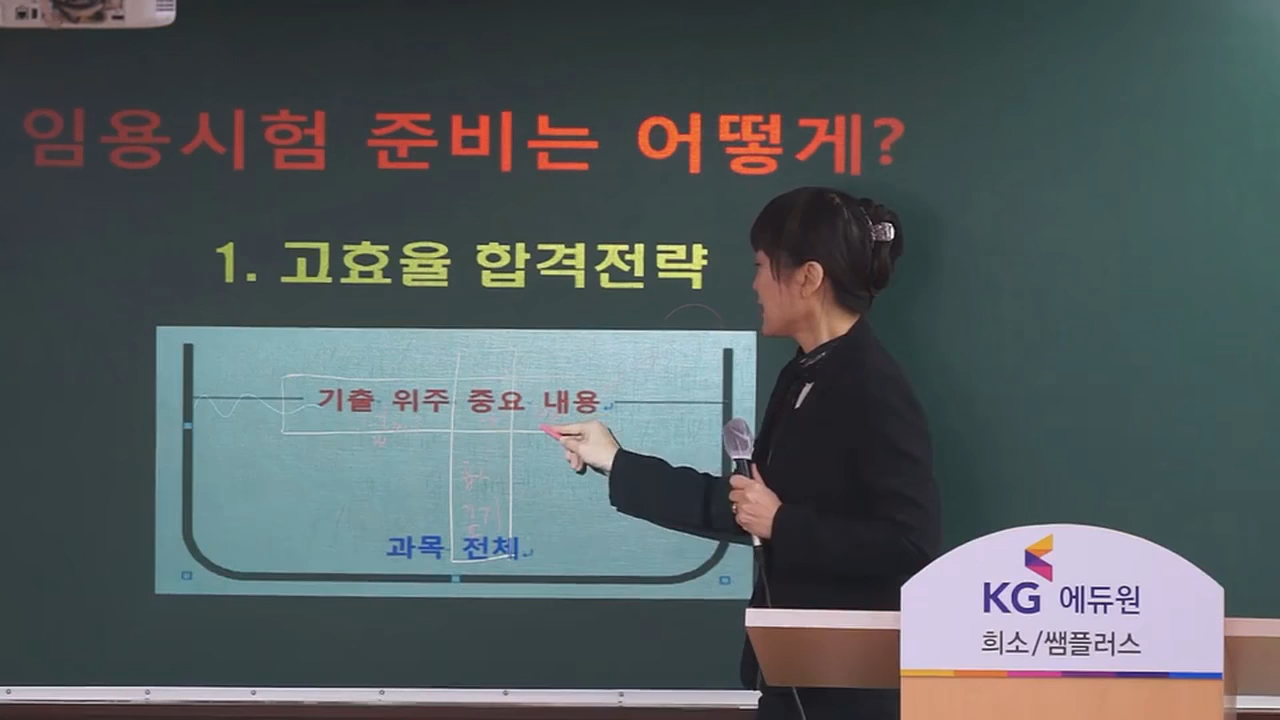 임용시험 준비는 어떻게?
1. 고효율 합격전략
기출 위주 중요 내용
과목 전체
KG 에듀원
희소/쌤플러스